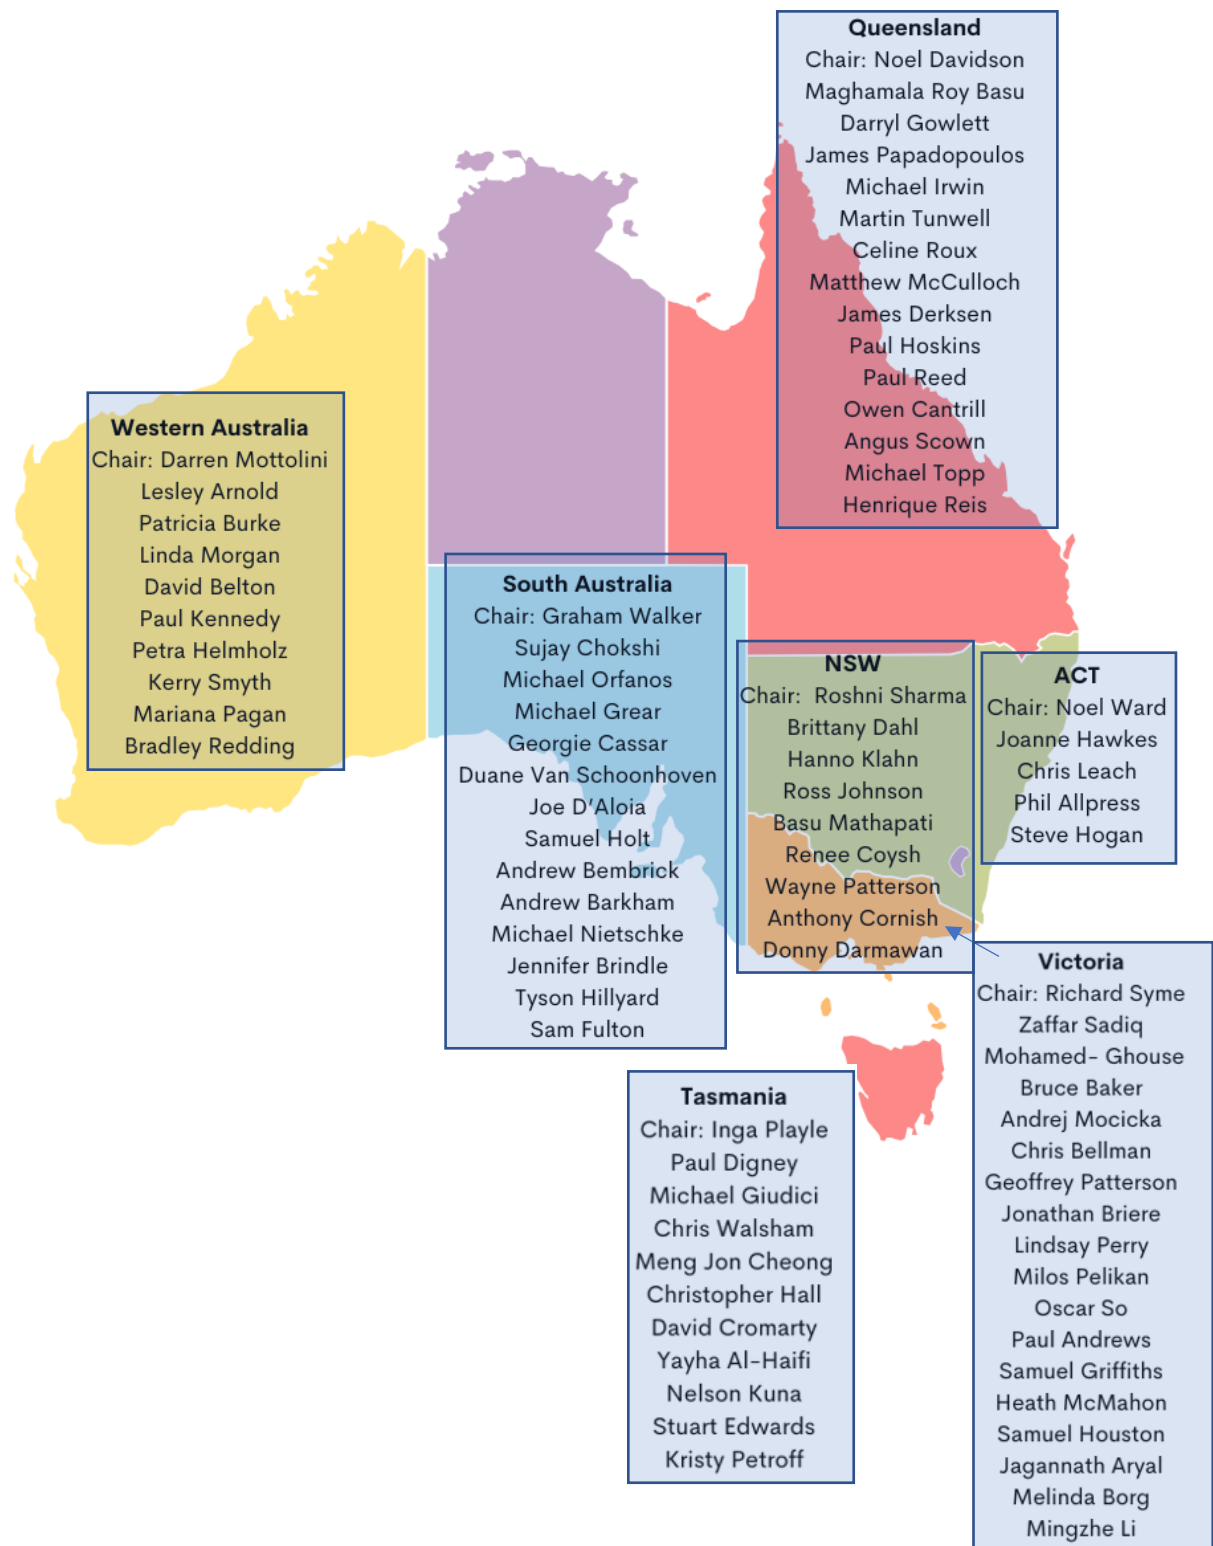 Queensland
Chair: Noel Davidson
Maghamala Roy Basu
Darryl Gowlett
James Papadopoulos
Michael Irwin
Martin Tunwell
Celine Roux
Matthew McCulloch
James Derksen
Paul Hoskins
Paul Reed
Owen Cantrill
Angus Scown
Michael Topp
Henrique Reis
Western Australia
Chair: Darren Mottolini
Lesley Arnold
Patricia Burke
Linda Morgan
David Belton
Paul Kennedy
Petra Helmholz
Kerry Smyth
Mariana Pagan
Bradley Redding
South Australia
Chair: Graham Walker
Sujay Chokshi
Michael Orfanos
Michael Grear
Georgie Cassar
Duane Van Schoonhoven
Joe D'Aloia
Samuel Holt
Andrew Bembrick
Andrew Barkham
Michael Nietschke
Jennifer Brindle
Tyson Hillyard
Sam Fulton
NSW
Chair: Roshni Sharma
Brittany Dahl
Hanno Klahn
Ross Johnson
Basu Mathapati
Renee Coysh
Wayne Patterson
Anthony Cornish
Donny Darmawan
ACT
Chair: Noel Ward
Joanne Hawkes
Chris Leach
Phil Allpress
Steve Hogan
Victoria
Chair: Richard Syme
Zaffar Sadiq
Mohamed- Ghouse
Bruce Baker
Andrej Mocicka
Chris Bellman
Geoffrey Patterson
Jonathan Briere
Lindsay Perry
Milos Pelikan
Oscar So
Paul Andrews
Samuel Griffiths
Heath McMahon
Samuel Houston
Jagannath Aryal
Melinda Borg
Mingzhe Li
Tasmania
Chair: Inga Playle
Paul Digney
Michael Giudici
Chris Walsham
Meng Jon Cheong
Christopher Hall
David Cromarty
Yayha Al-Haifi
Nelson Kuna
Stuart Edwards
Kristy Petroff